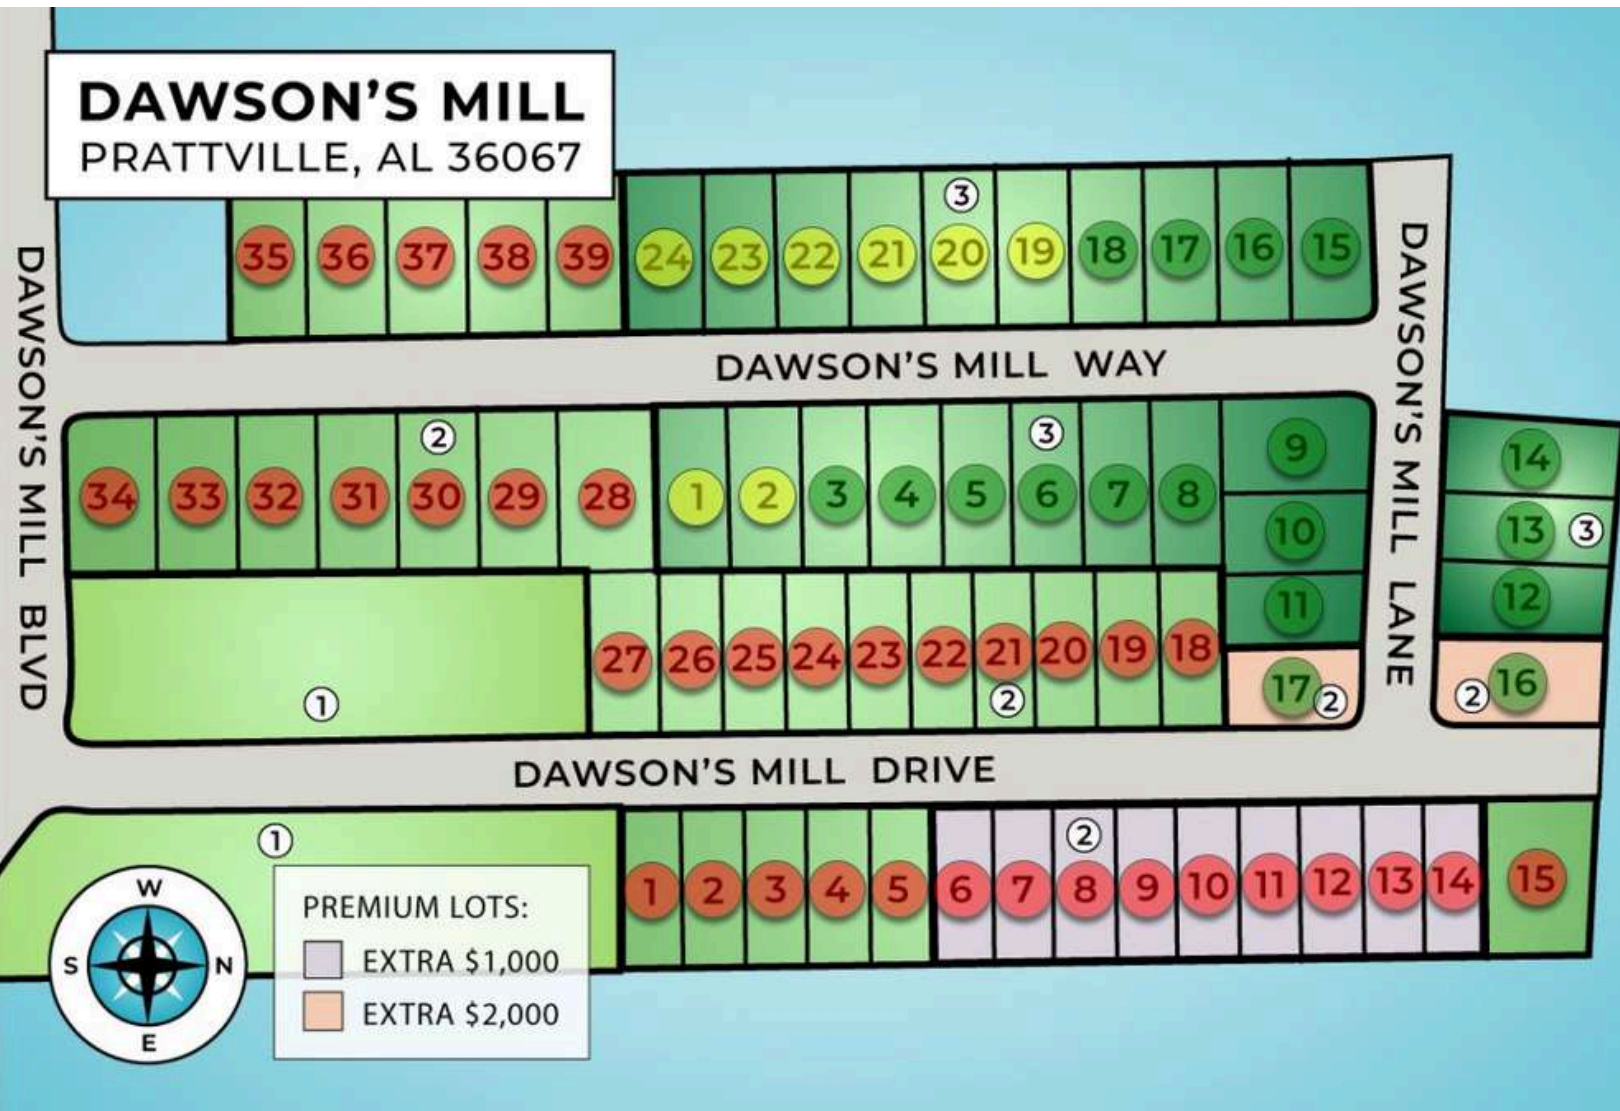 DAWSON'S MILL
PRATTVILLE, AL 36067
3
35 36 37 38 39 24 23 22 21 20 19 18 17 16 15
DAWSON'S MILL BLVD
DAWSON'S MILL WAY
DAWSON'S MILL LANE
2 3
34 33 32 31 30 29 28 1 2 3 4 5 6 7 8
9
10
11
14
13 3
12
27 26 25 24 23 22 21 20 19 18
2
17 2
2 16
1
DAWSON'S MILL DRIVE
1
2
1 2 3 4 5 6 7 8 9 10 11 12 13 14 15
W
S N
E
PREMIUM LOTS:
EXTRA $1,000
EXTRA $2,000